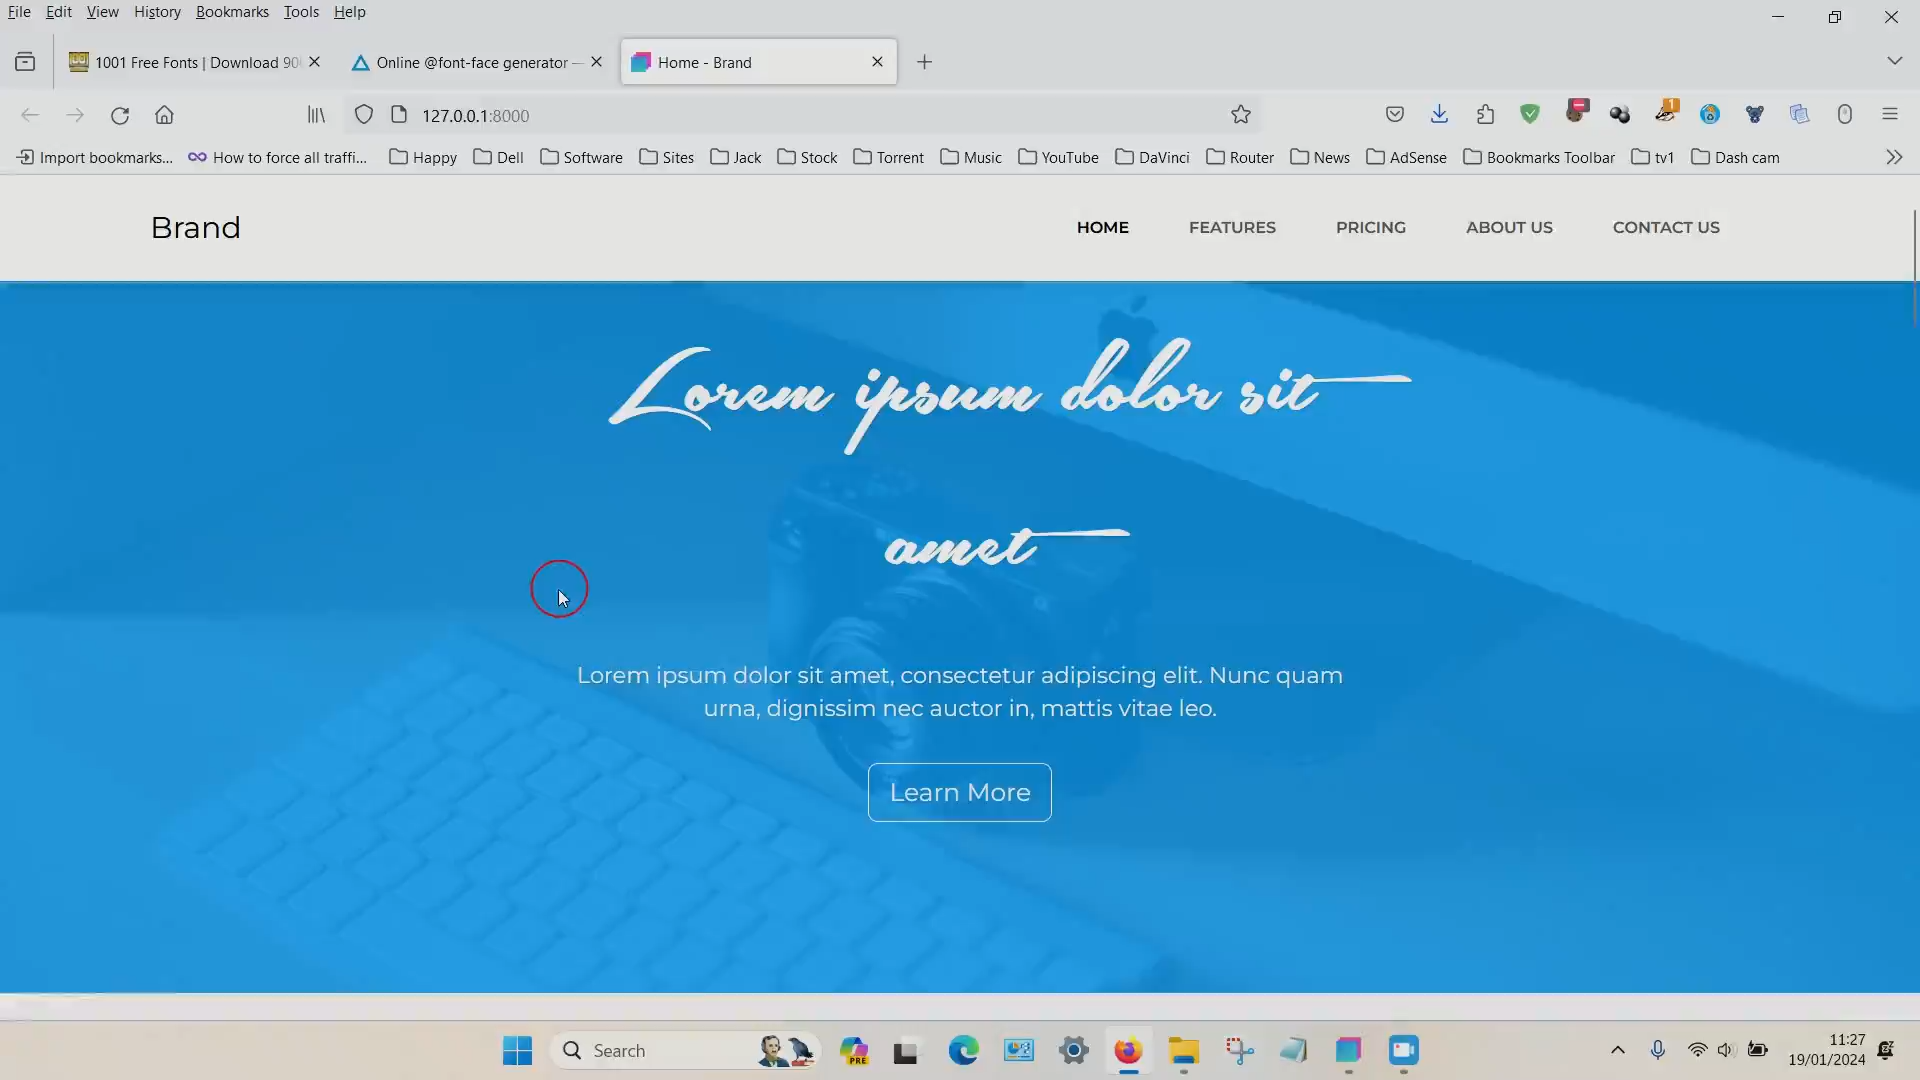 File Edit View History Bookmarks Tools Help
1001 Free Fonts | Download 90
Online @font-face generator —
Home - Brand
127.0.0.1:8000
Import bookmarks...
How to force all traffi...
Happy
Dell
Software
Sites
Jack
Stock
Torrent
Music
YouTube
DaVinci
Router
News
AdSense
Bookmarks Toolbar
tv1
Dash cam
Brand
HOME
FEATURES
PRICING
ABOUT US
CONTACT US
Lorem ipsum dolor sit
amet
Lorem ipsum dolor sit amet, consectetur adipiscing elit. Nunc quam
urna, dignissim nec auctor in, mattis vitae leo.
Learn More
Search
PRE
11:27
19/01/2024
1